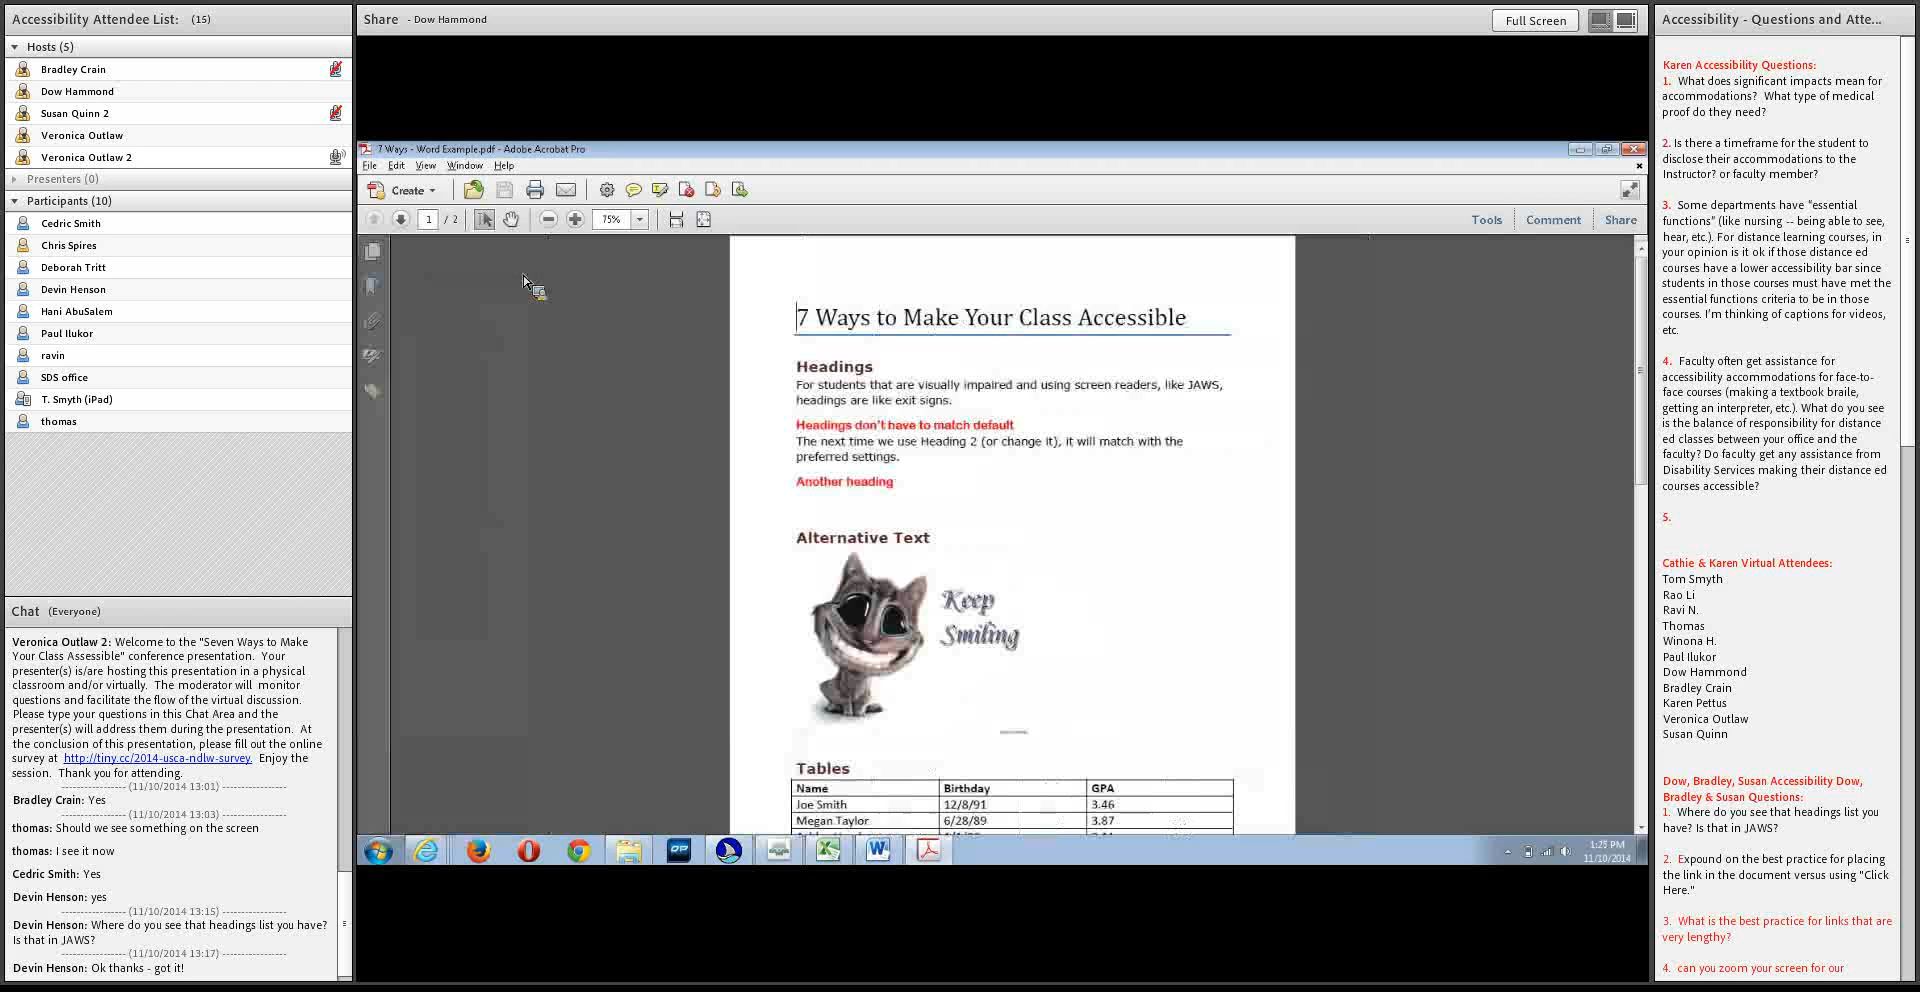 Accessibility Attendee List: (15)
Hosts (5)
Bradley Crain
Dow Hammond
Susan Quinn 2
Veronica Outlaw
Veronica Outlaw 2
Presenters (0)
Participants (10)
Cedric Smith
Chris Spires
Deborah Tritt
Devin Henson
Hani AbuSalem
Paul Ilukor
ravin
SDS office
T. Smyth (iPad)
thomas
Chat (Everyone)
Veronica Outlaw 2: Welcome to the "Seven Ways to Make
Your Class Assessible" conference presentation. Your
presenter(s) is/are hosting this presentation in a physical
classroom and/or virtually. The moderator will monitor
questions and facilitate the flow of the virtual discussion.
Please type your questions in this Chat Area and the
presenter(s) will address them during the presentation. At
the conclusion of this presentation, please fill out the online
survey at http://tiny.cc/2014-usca-ndlw-survey. Enjoy the
session. Thank you for attending.
----------------- (11/10/2014 13:01) -----------------
Bradley Crain: Yes
----------------- (11/10/2014 13:03) -----------------
thomas: Should we see something on the screen
thomas: I see it now
Cedric Smith: Yes
Devin Henson: yes
----------------- (11/10/2014 13:15) -----------------
Devin Henson: Where do you see that headings list you have?
Is that in JAWS?
----------------- (11/10/2014 13:17) -----------------
Devin Henson: Ok thanks - got it!
Share - Dow Hammond
Full Screen
7 Ways - Word Example.pdf - Adobe Acrobat Pro
File Edit View Window Help
Create
1 / 2 75% Tools Comment Share
7 Ways to Make Your Class Accessible
Headings
For students that are visually impaired and using screen readers, like JAWS,
headings are like exit signs.
Headings don't have to match default
The next time we use Heading 2 (or change it), it will match with the
preferred settings.
Another heading
Alternative Text
Keep
Smiling
Tables
Name Birthday GPA
Joe Smith 12/8/91 3.46
Megan Taylor 6/28/89 3.87
1:25 PM
11/10/2014
Accessibility - Questions and Atte...
Karen Accessibility Questions:
1. What does significant impacts mean for
accommodations? What type of medical
proof do they need?
2. Is there a timeframe for the student to
disclose their accommodations to the
Instructor? or faculty member?
3. Some departments have "essential
functions" (like nursing -- being able to see,
hear, etc.). For distance learning courses, in
your opinion is it ok if those distance ed
courses have a lower accessibility bar since
students in those courses must have met the
essential functions criteria to be in those
courses. I'm thinking of captions for videos,
etc.
4. Faculty often get assistance for
accessibility accommodations for face-to-
face courses (making a textbook braile,
getting an interpreter, etc.). What do you see
is the balance of responsibility for distance
ed classes between your office and the
faculty? Do faculty get any assistance from
Disability Services making their distance ed
courses accessible?
5.
Cathie & Karen Virtual Attendees:
Tom Smyth
Rao Li
Ravi N.
Thomas
Winona H.
Paul Ilukor
Dow Hammond
Bradley Crain
Karen Pettus
Veronica Outlaw
Susan Quinn
Dow, Bradley, Susan Accessibility Dow,
Bradley & Susan Questions:
1. Where do you see that headings list you
have? Is that in JAWS?
2. Expound on the best practice for placing
the link in the document versus using "Click
Here."
3. What is the best practice for links that are
very lengthy?
4. can you zoom your screen for our